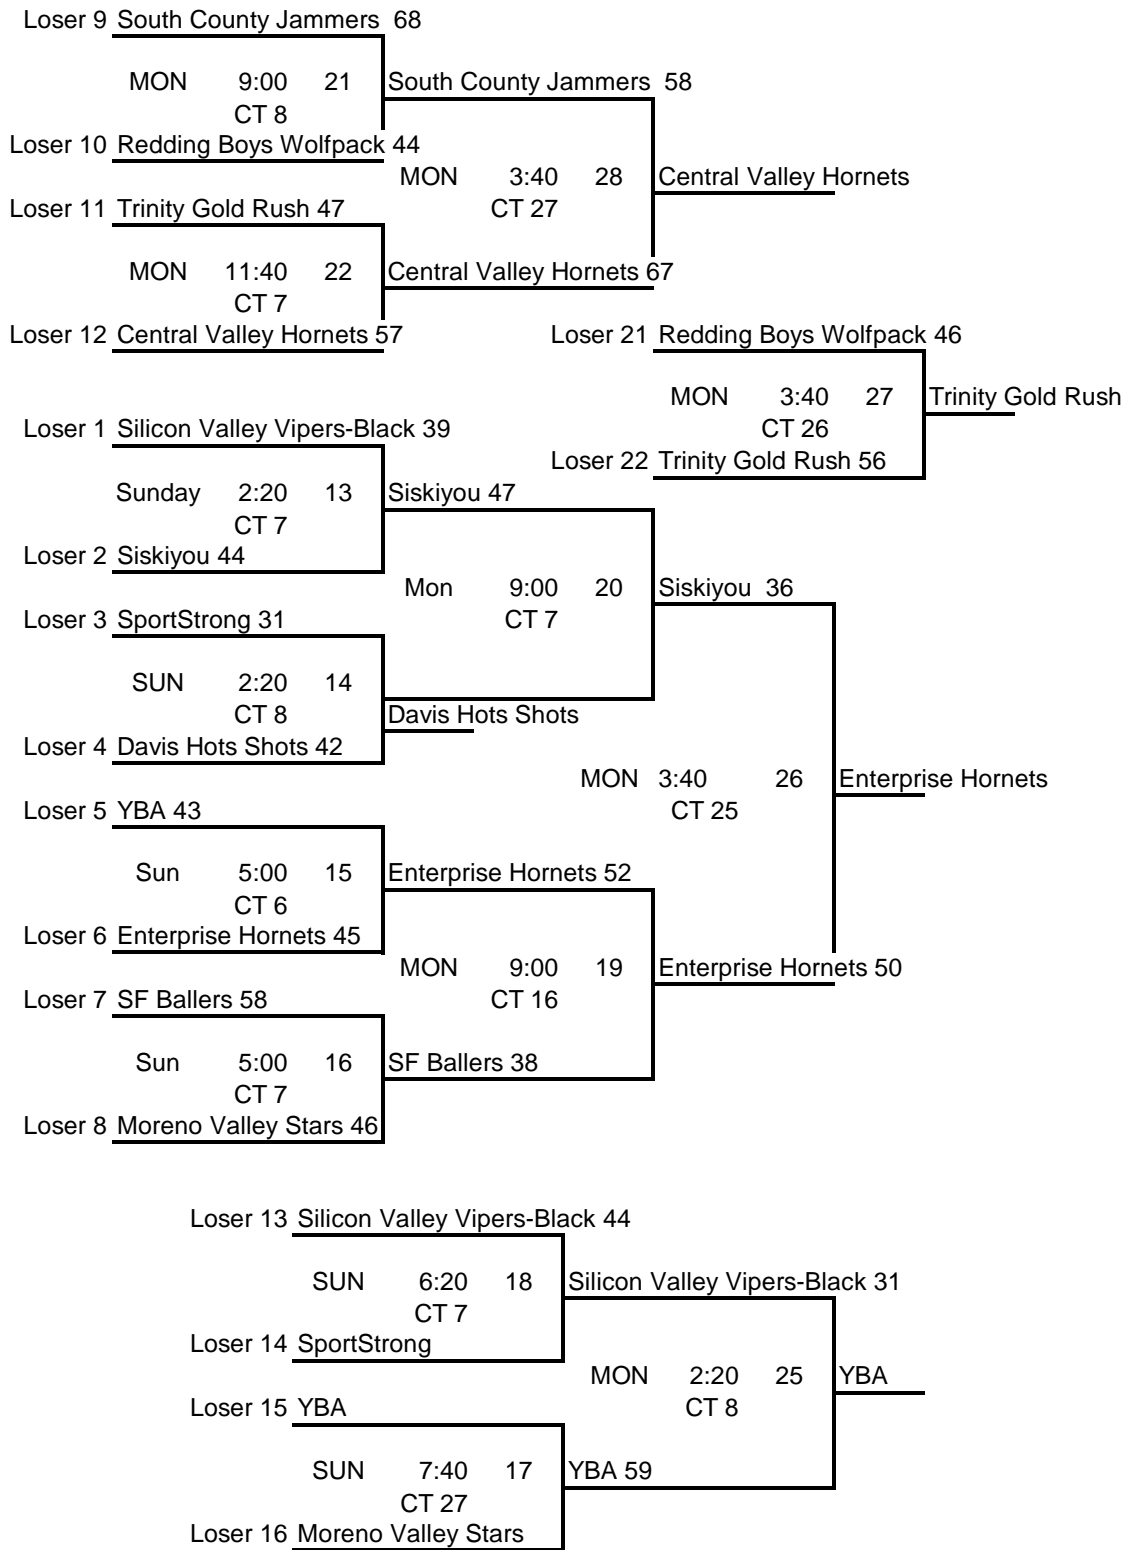 Loser 9 South County Jammers 68
MON 9:00 21 South County Jammers 58
CT 8
Loser 10 Redding Boys Wolfpack 44
MON 3:40 28 Central Valley Hornets
Loser 11 Trinity Gold Rush 47 CT 27
MON 11:40 22 Central Valley Hornets 67
CT 7
Loser 12 Central Valley Hornets 57 Loser 21 Redding Boys Wolfpack 46
MON 3:40 27 Trinity Gold Rush
Loser 1 Silicon Valley Vipers-Black 39 CT 26
Loser 22 Trinity Gold Rush 56
Sunday 2:20 13 Siskiyou 47
CT 7
Loser 2 Siskiyou 44
Mon 9:00 20 Siskiyou 36
Loser 3 SportStrong 31 CT 7
SUN 2:20 14
CT 8 Davis Hots Shots
Loser 4 Davis Hots Shots 42
MON 3:40 26 Enterprise Hornets
Loser 5 YBA 43 CT 25
Sun 5:00 15 Enterprise Hornets 52
CT 6
Loser 6 Enterprise Hornets 45
MON 9:00 19 Enterprise Hornets 50
Loser 7 SF Ballers 58 CT 16
Sun 5:00 16 SF Ballers 38
CT 7
Loser 8 Moreno Valley Stars 46
Loser 13 Silicon Valley Vipers-Black 44
SUN 6:20 18 Silicon Valley Vipers-Black 31
CT 7
Loser 14 SportStrong
MON 2:20 25 YBA
Loser 15 YBA CT 8
SUN 7:40 17 YBA 59
CT 27
Loser 16 Moreno Valley Stars